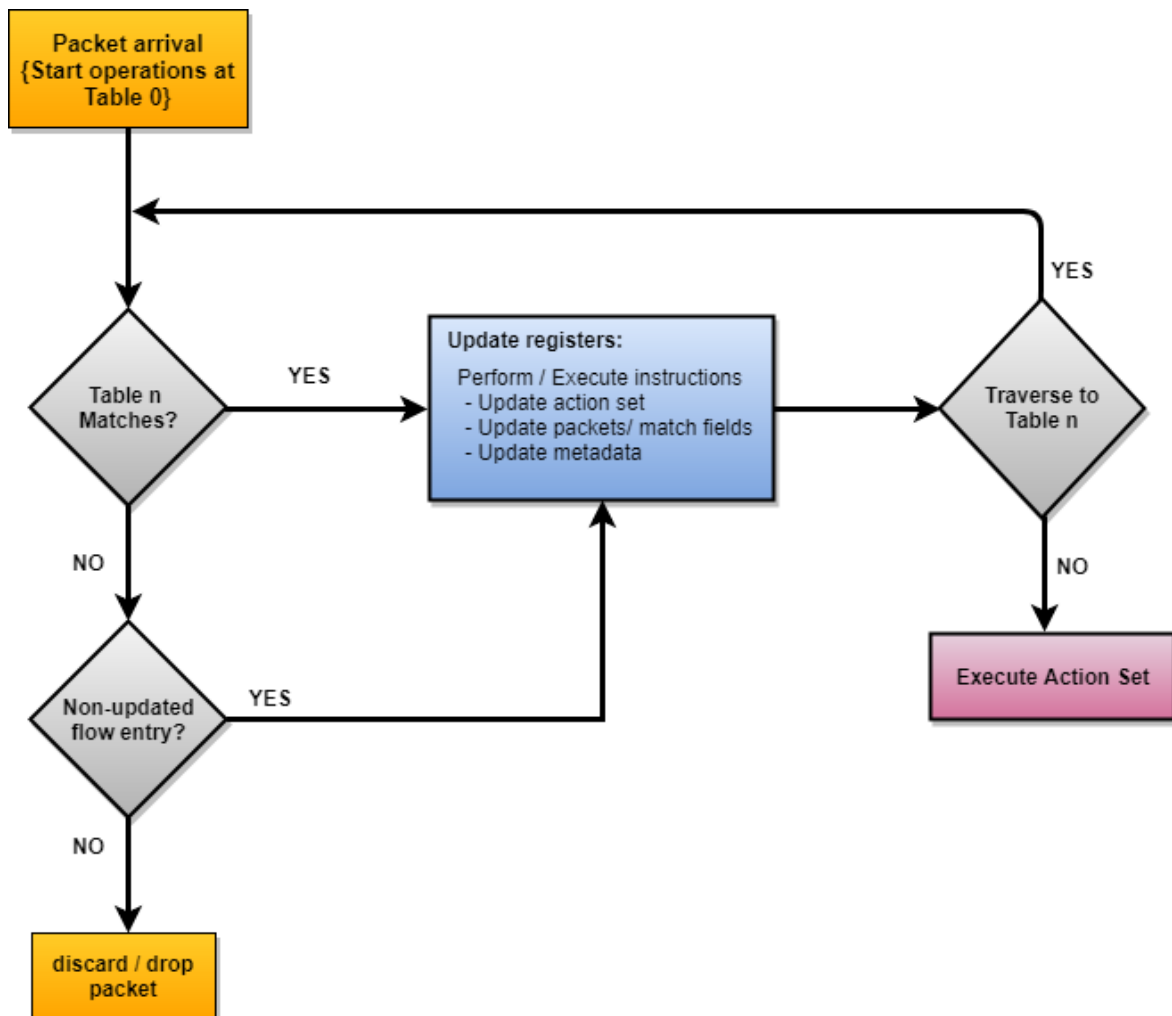 Packet arrival
{Start operations at
Table 0}
YES
Table n
Matches?
YES
Update registers:
Perform / Execute instructions
- Update action set
- Update packets/ match fields
- Update metadata
Traverse to
Table n
NO
NO
Execute Action Set
Non-updated
flow entry?
YES
NO
discard / drop
packet